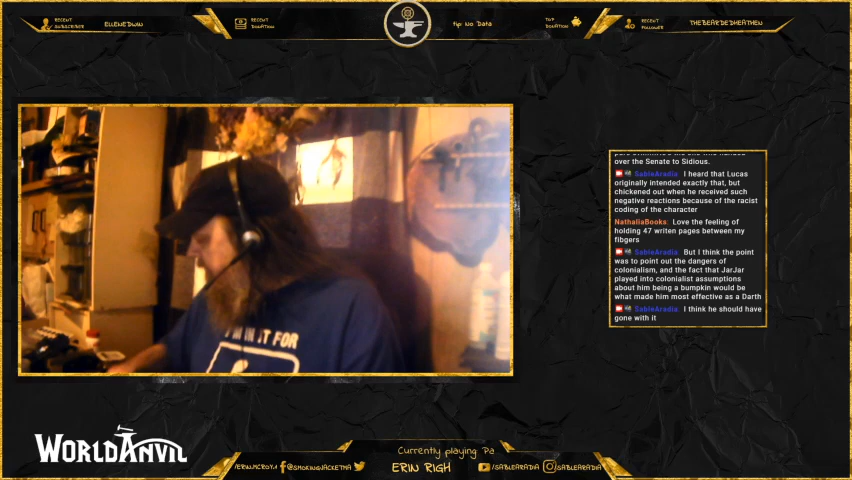 RECENT
SUBSCRIBER
ELLENEDWIN
RECENT
DONATION
tip: No Data
TOP
DONATION
RECENT
FOLLOWER
THEBEARDEDHEATHEN
over the Senate to Sidious.
SableAradia: I heard that Lucas
originally intended exactly that, but
chickened out when he received such
negative reactions because of the racist
coding of the character
NathaliaBooks: Love the feeling of
holding 47 writen pages between my
fibgers
SableAradia: But I think the point
was to point out the dangers of
colonialism, and the fact that JarJar
played into colonialist assumptions
about him being a bumpkin would be
what made him most effective as a Darth
SableAradia: I think he should have
gone with it
I'M IN IT FOR
WORLDANVIL
Currently playing Pa
@SMOKINGJACKETMA
ERIN RIGH
/SABLEARADIA
/SABLEARADIA